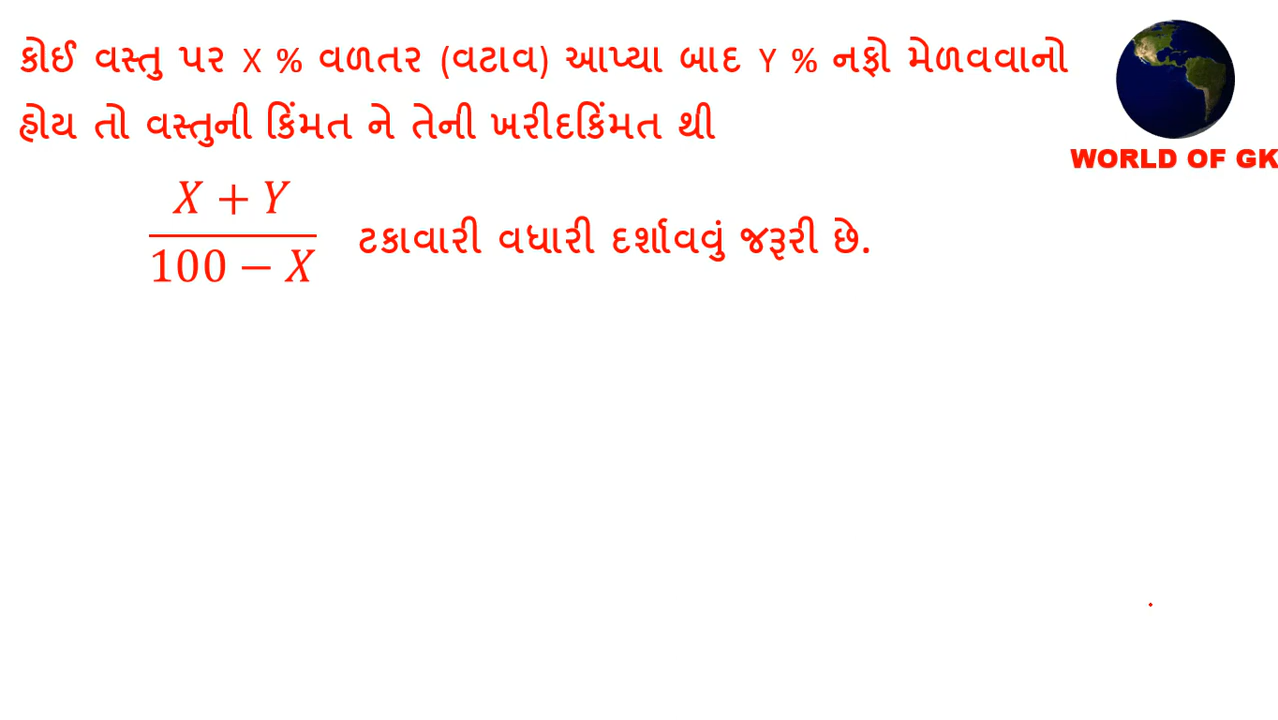 કોઈ વસ્તુ પર X % વળતર (વટાવ) આપ્યા બાદ Y % નફો મેળવવાનો
હોય તો વસ્તુની કિંમત ને તેની ખરીદકિંમત થી
WORLD OF GK
X + Y
100 − X
ટકાવારી વધારી દર્શાવવું જરૂરી છે.